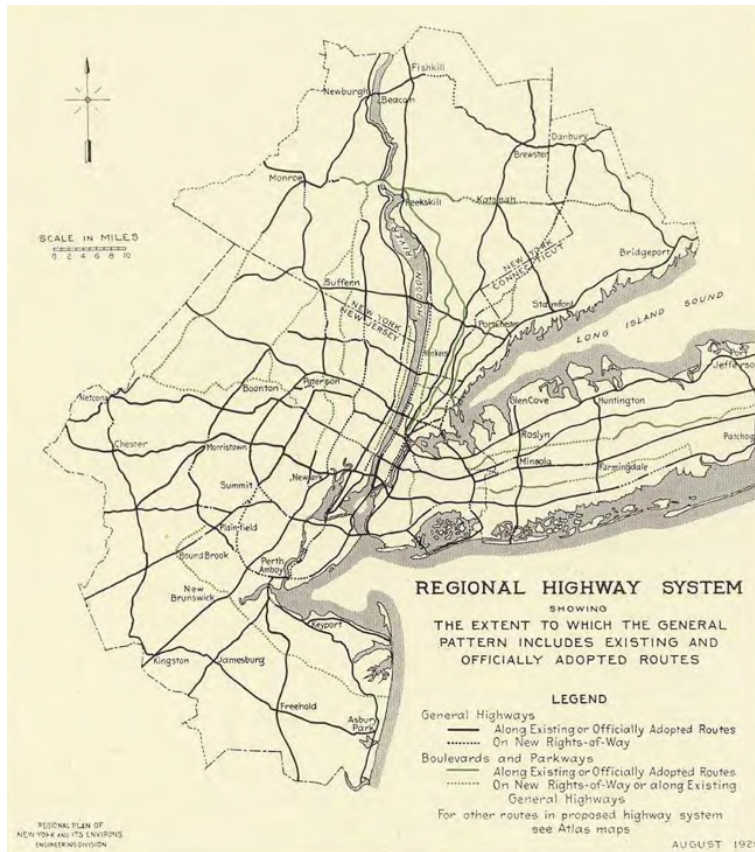 Fishkill
Newburgh
Beacon
Danbury
Brewster
Monroe
Peekskill
Katonah
SCALE IN MILES
0 2 4 6 8 10
HUDSON RIVER
NEW YORK
CONNECTICUT
Bridgeport
Suffern
NEW YORK
NEW JERSEY
Stamford
Portchester
LONG ISLAND SOUND
Yonkers
Port
Jefferso
Paterson
Boonton
Netcong
Glen Cove
Huntington
Chester
Morristown
Roslyn
Patchog
Mineola
Farmingdale
Newark
Summit
Plainfield
Bound Brook
Perth
Amboy
New
Brunswick
Keyport
Kingston
Jamesburg
Freehold
Asbury
Park
REGIONAL HIGHWAY SYSTEM
SHOWING
THE EXTENT TO WHICH THE GENERAL
PATTERN INCLUDES EXISTING AND
OFFICIALLY ADOPTED ROUTES
LEGEND
General Highways
Along Existing or Officially Adopted Routes
On New Rights-of-Way
Boulevards and Parkways
Along Existing or Officially Adopted Routes
On New Rights-of-Way or along Existing
General Highways
For other routes in proposed highway system
see Atlas maps
REGIONAL PLAN OF
NEW YORK AND ITS ENVIRONS
ENGINEERING DIVISION
AUGUST